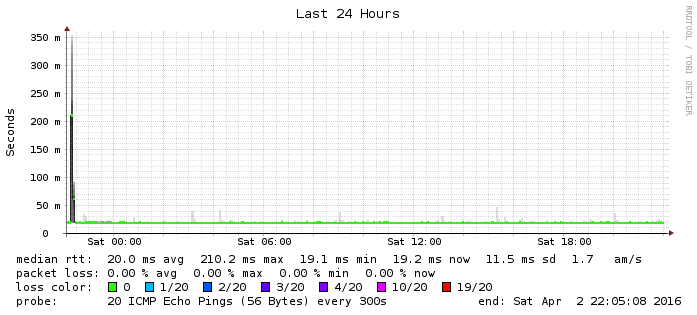 Last 24 Hours
RRDTOOL / TOBI OETIKER
Seconds
350 m
300 m
250 m
200 m
150 m
100 m
50 m
0
Sat 00:00 Sat 06:00 Sat 12:00 Sat 18:00
median rtt: 20.0 ms avg 210.2 ms max 19.1 ms min 19.2 ms now 11.5 ms sd 1.7 am/s
packet loss: 0.00 % avg 0.00 % max 0.00 % min 0.00 % now
loss color: 0 1/20 2/20 3/20 4/20 10/20 19/20
probe: 20 ICMP Echo Pings (56 Bytes) every 300s end: Sat Apr 2 22:05:08 2016